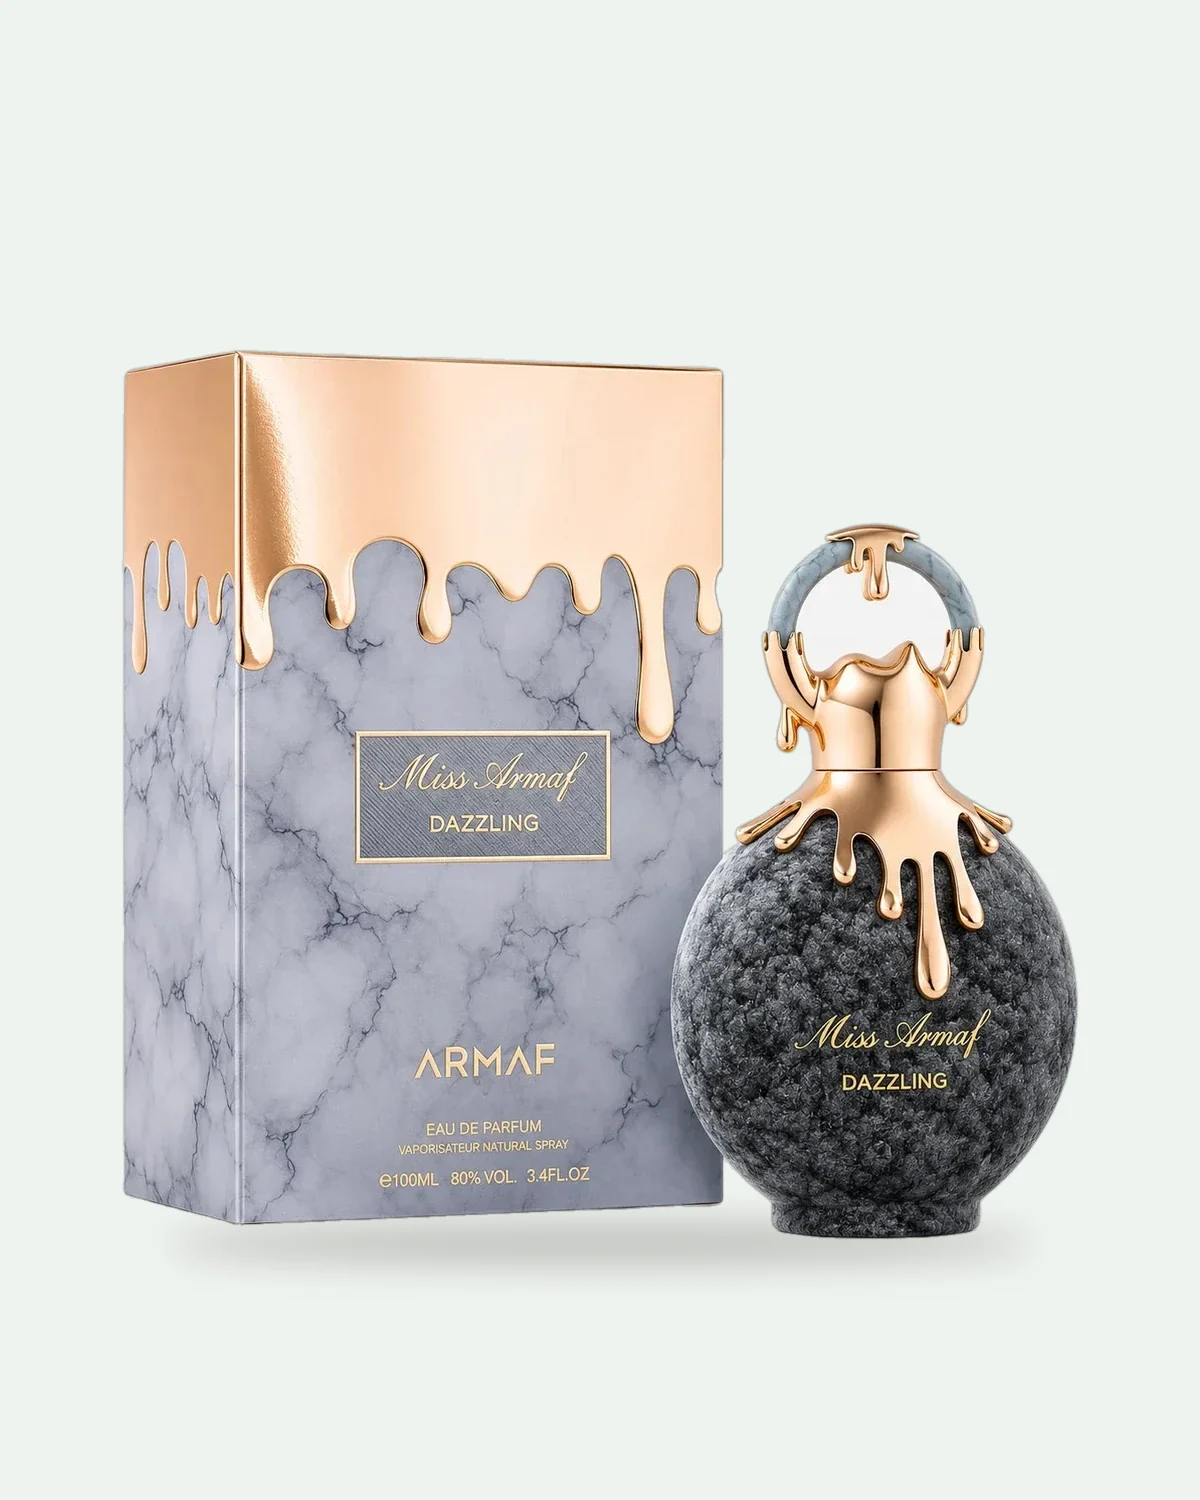 Miss Armaf
DAZZLING
ARMAF
EAU DE PARFUM
VAPORISATEUR NATURAL SPRAY
℮100ML 80% VOL. 3.4FL.OZ
Miss Armaf
DAZZLING